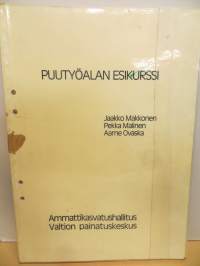 PUUTYÖALAN ESIKURSSI
Jaakko Makkonen
Pekka Malinen
Aarne Ovaska
Ammattikasvatushallitus
Valtion painatuskeskus